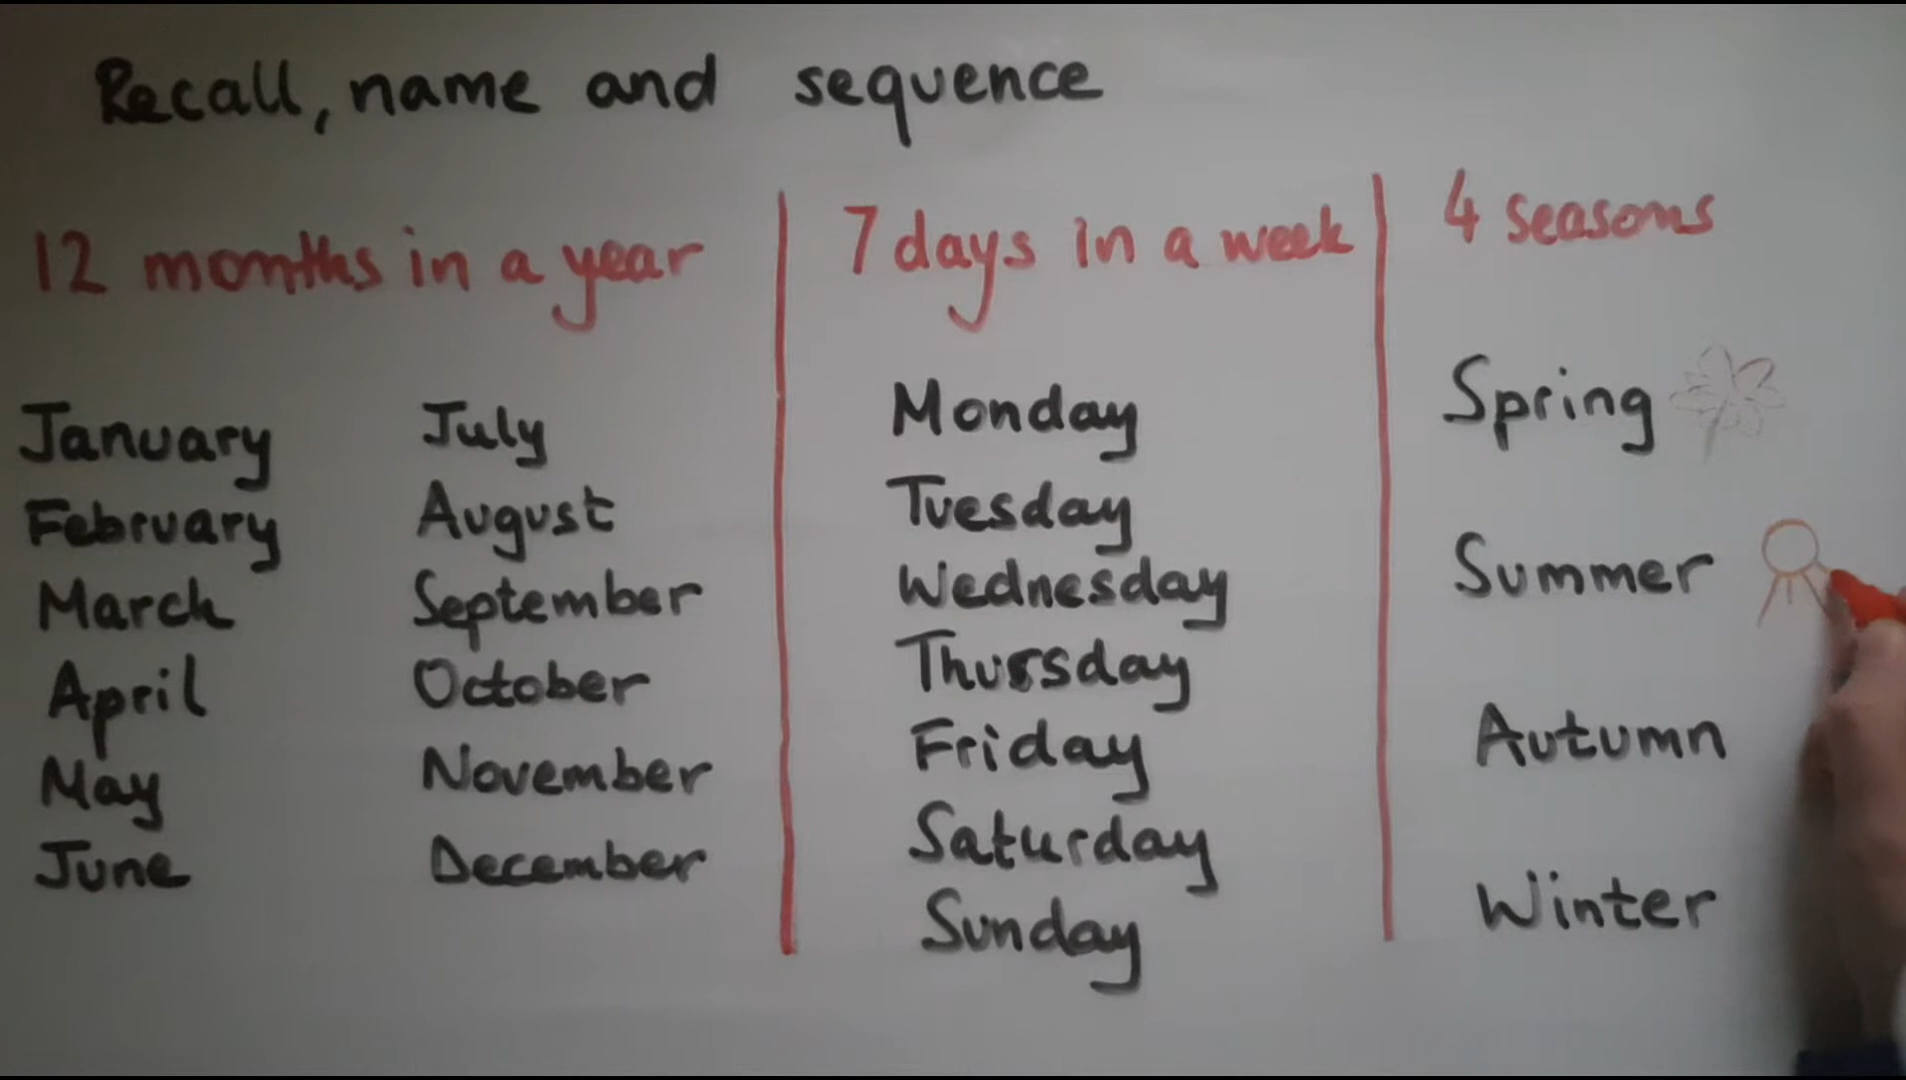 Recall, name and sequence
12 months in a year
January
February
March
April
May
June
July
August
September
October
November
December
7 days in a week
Monday
Tuesday
Wednesday
Thursday
Friday
Saturday
Sunday
4 seasons
Spring
Summer
Autumn
Winter